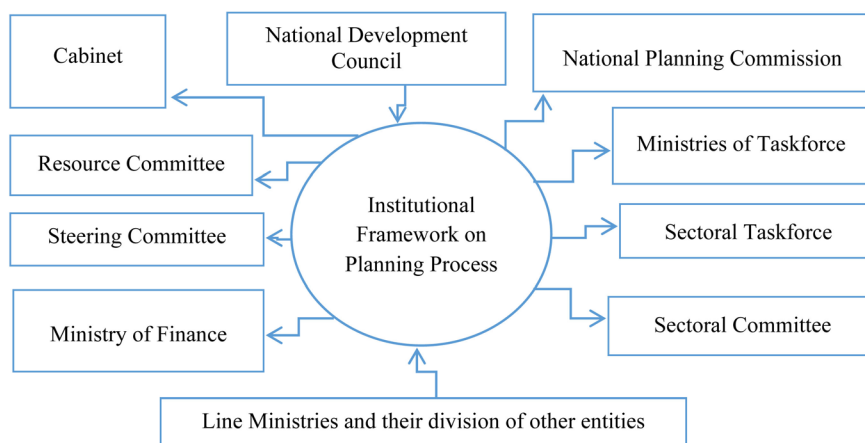 National Development
Council
Cabinet
National Planning Commission
Resource Committee
Ministries of Taskforce
Institutional
Framework on
Planning Process
Steering Committee
Sectoral Taskforce
Ministry of Finance
Sectoral Committee
Line Ministries and their division of other entities